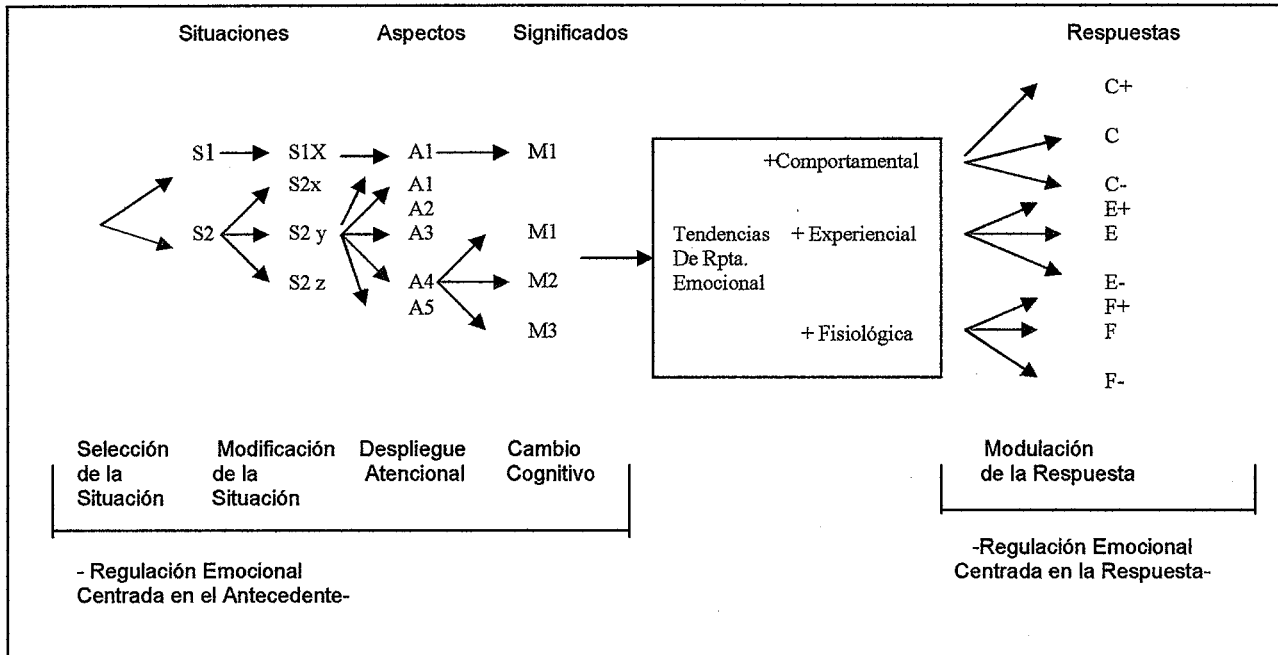 Situaciones Aspectos Significados Respuestas
C+
S1 S1X A1 M1 C
+Comportamental
S2x A1 C-
A2 E+
S2 S2 y A3 M1 Tendencias + Experiencial E
De Rpta.
S2 z A4 M2 Emocional E-
A5 F+
M3 + Fisiológica F
F-
Selección Modificación Despliegue Cambio Modulación
de la de la Atencional Cognitivo de la Respuesta
Situación Situación
- Regulación Emocional
Centrada en el Antecedente-
-Regulación Emocional
Centrada en la Respuesta-